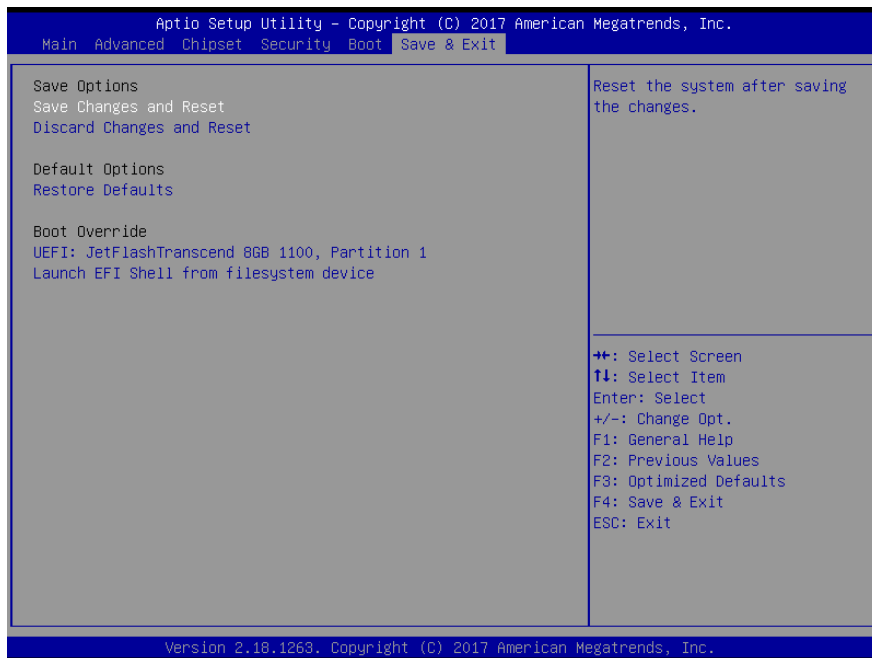 Aptio Setup Utility – Copyright (C) 2017 American Megatrends, Inc.
Main Advanced Chipset Security Boot Save & Exit
Save Options
Save Changes and Reset
Discard Changes and Reset
Default Options
Restore Defaults
Boot Override
UEFI: JetFlashTranscend 8GB 1100, Partition 1
Launch EFI Shell from filesystem device
Reset the system after saving
the changes.
→←: Select Screen
↑↓: Select Item
Enter: Select
+/-: Change Opt.
F1: General Help
F2: Previous Values
F3: Optimized Defaults
F4: Save & Exit
ESC: Exit
Version 2.18.1263. Copyright (C) 2017 American Megatrends, Inc.